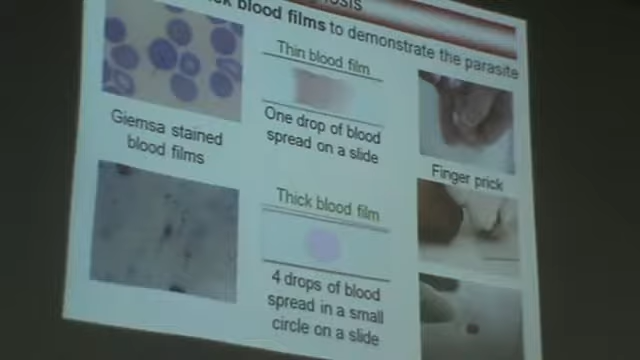 blood films to demonstrate the parasite
Thin blood film
One drop of blood
spread on a slide
Giemsa stained
blood films
Finger prick
Thick blood film
4 drops of blood
spread in a small
circle on a slide